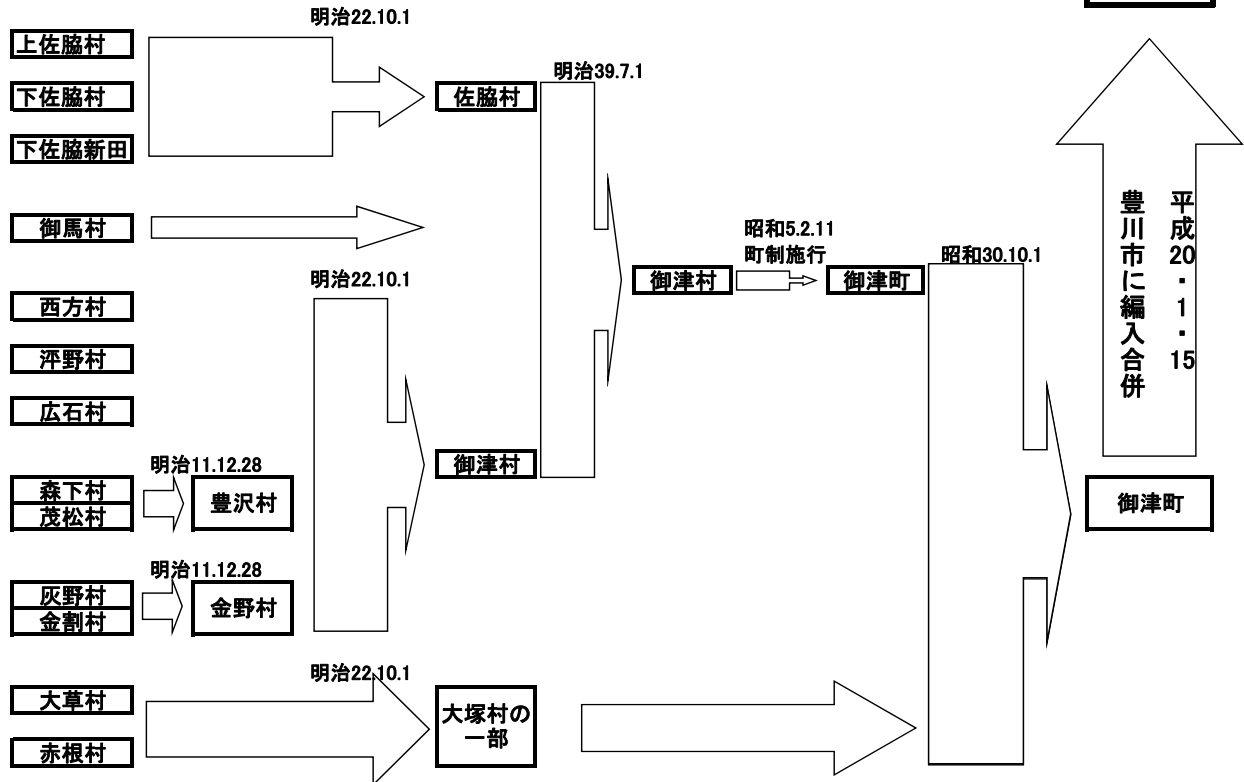 明治22.10.1
上佐脇村
下佐脇村
下佐脇新田
佐脇村
明治39.7.1
御馬村
明治22.10.1
西方村
泙野村
広石村
御津村
明治11.12.28
森下村
茂松村
豊沢村
明治11.12.28
灰野村
金割村
金野村
明治22.10.1
大草村
赤根村
大塚村の
一部
御津村
昭和5.2.11
町制施行
御津町
昭和30.10.1
御津町
平成20・1・15
豊川市に編入合併